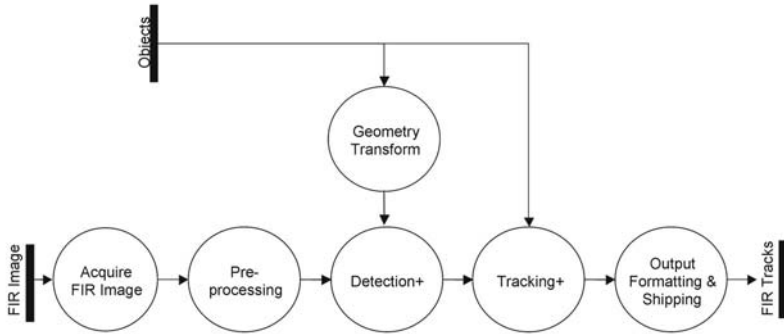 Objects
Geometry
Transform
FIR Image
Acquire
FIR Image
Pre-
processing
Detection+
Tracking+
Output
Formatting &
Shipping
FIR Tracks